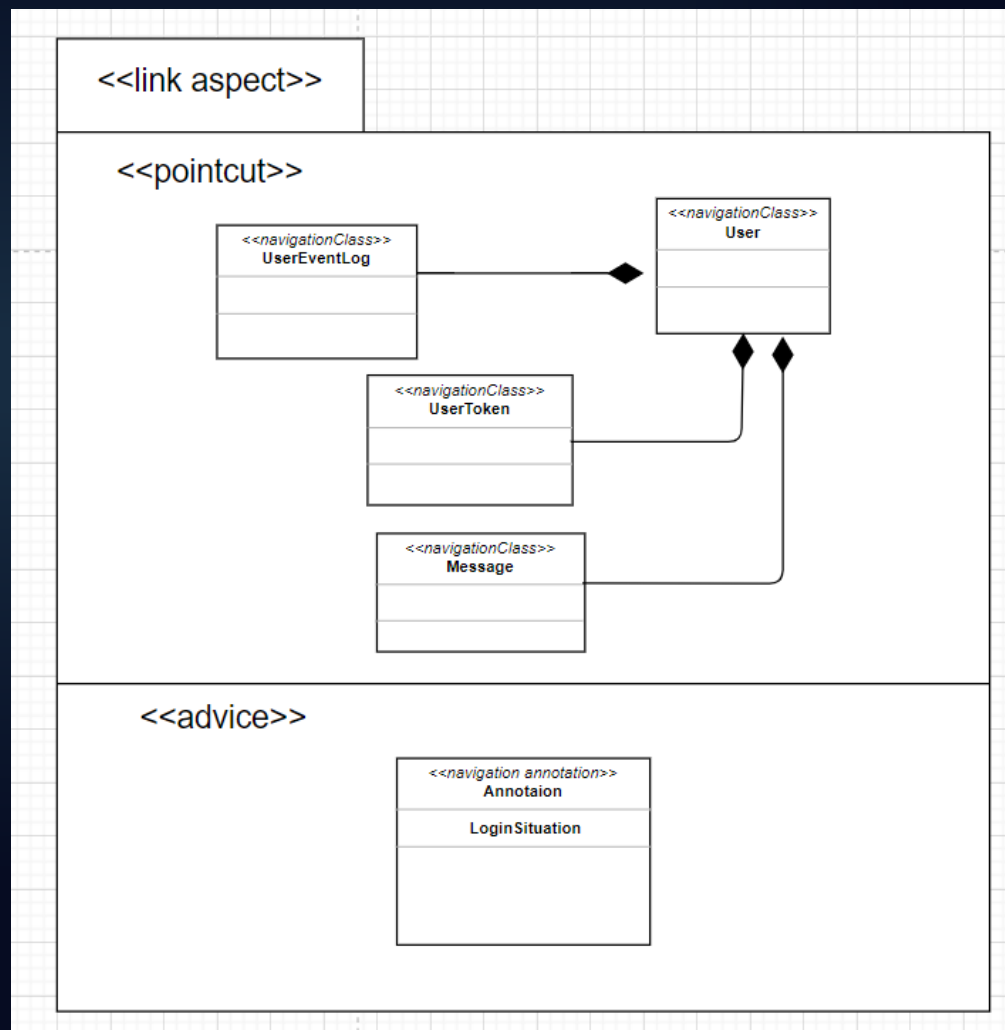 <<link aspect>>
<<pointcut>>
<<navigationClass>>
User
<<navigationClass>>
UserEventLog
<<navigationClass>>
UserToken
<<navigationClass>>
Message
<<advice>>
<<navigation annotation>>
Annotaion
LoginSituation